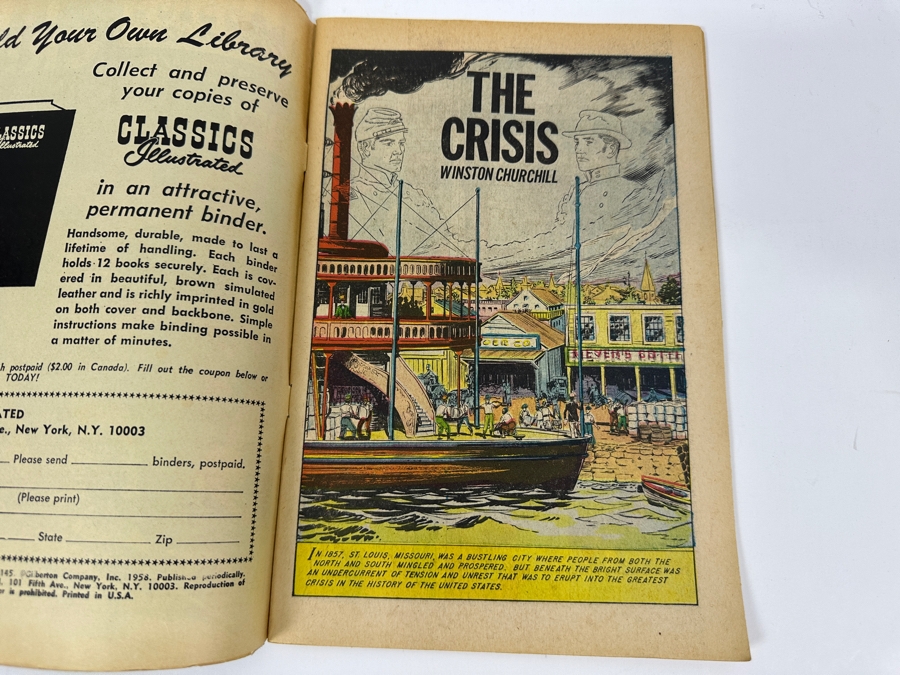 Your Own Library
Collect and preserve
your copies of
CLASSICS
Illustrated
in an attractive,
permanent binder.
Handsome, durable, made to last a
lifetime of handling. Each binder
holds 12 books securely. Each is cov-
ered in beautiful, brown simulated
leather and is richly imprinted in gold
on both cover and backbone. Simple
instructions make binding possible in
a matter of minutes.
postpaid ($2.00 in Canada). Fill out the coupon below or
TODAY!
New York, N.Y. 10003
Please send binders, postpaid.
(Please print)
State Zip
145. Company, Inc. 1958. Published periodically.
101 Fifth Ave., New York, N.Y. 10003. Reproduction of
is prohibited. Printed in U.S.A.
CLASSICS
Illustrated
THE
CRISIS
WINSTON CHURCHILL
IN 1857, ST. LOUIS, MISSOURI, WAS A BUSTLING CITY WHERE PEOPLE FROM BOTH THE
NORTH AND SOUTH MINGLED AND PROSPERED. BUT BENEATH THE BRIGHT SURFACE WAS
AN UNDERCURRENT OF TENSION AND UNREST THAT WAS TO ERUPT INTO THE GREATEST
CRISIS IN THE HISTORY OF THE UNITED STATES.